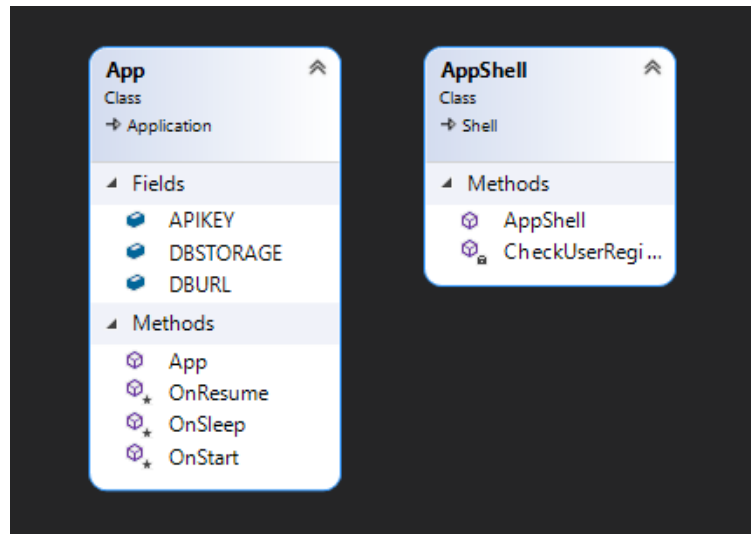 App
Class
Application
Fields
APIKEY
DBSTORAGE
DBURL
Methods
App
OnResume
OnSleep
OnStart
AppShell
Class
Shell
Methods
AppShell
CheckUserRegi...